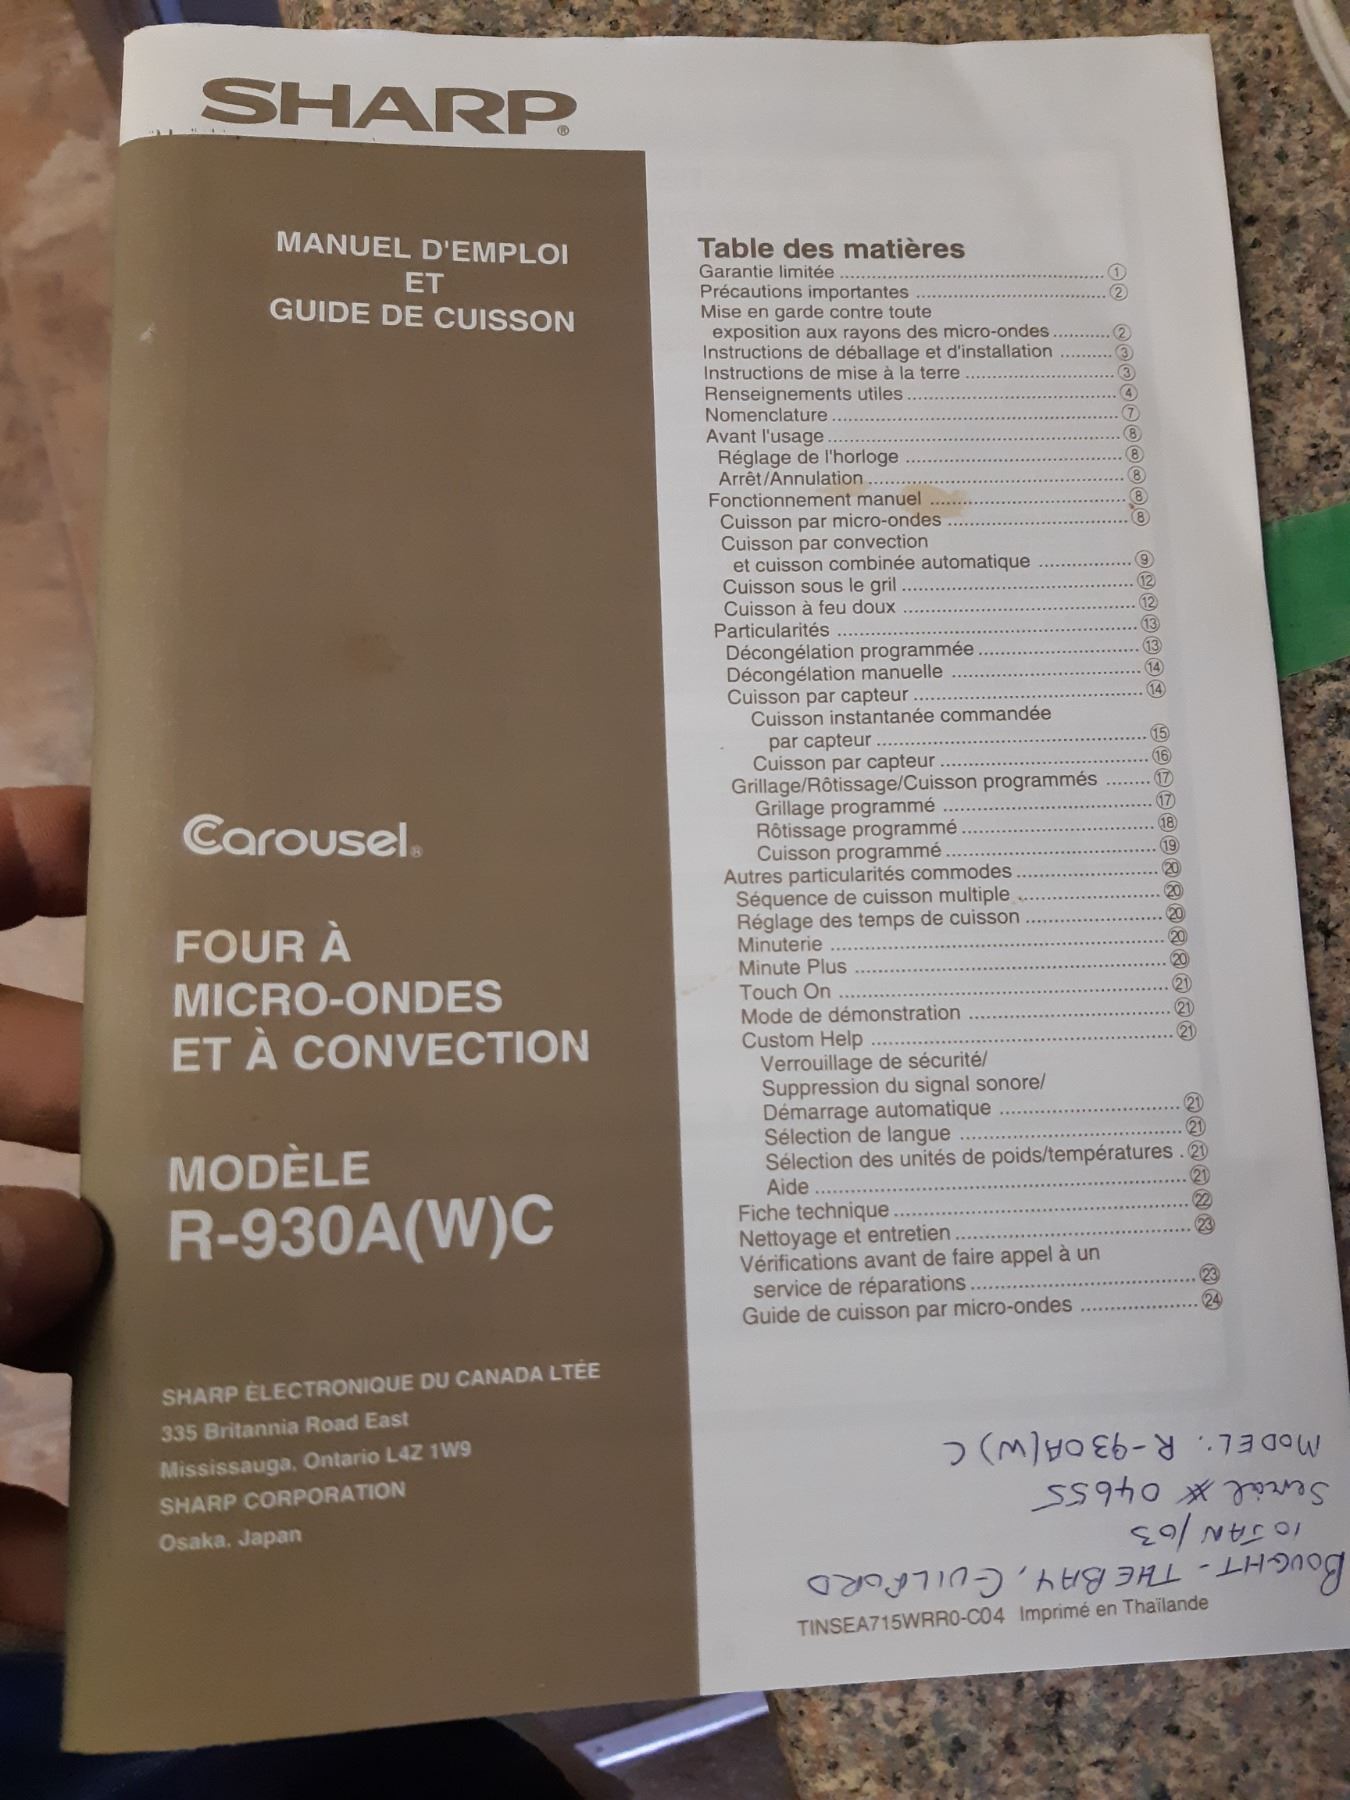 SHARP®
MANUEL D'EMPLOI
ET
GUIDE DE CUISSON
Carousel®
FOUR À
MICRO-ONDES
ET À CONVECTION
MODÈLE
R-930A(W)C
SHARP ÉLECTRONIQUE DU CANADA LTÉE
335 Britannia Road East
Mississauga, Ontario L4Z 1W9
SHARP CORPORATION
Osaka, Japan
Table des matières
Garantie limitée ........ ①
Précautions importantes ........ ②
Mise en garde contre toute
exposition aux rayons des micro-ondes ........ ②
Instructions de déballage et d'installation ........ ③
Instructions de mise à la terre ........ ③
Renseignements utiles ........ ④
Nomenclature ........ ⑦
Avant l'usage ........ ⑧
Réglage de l'horloge ........ ⑧
Arrêt/Annulation ........ ⑧
Fonctionnement manuel ........ ⑧
Cuisson par micro-ondes ........ ⑧
Cuisson par convection
et cuisson combinée automatique ........ ⑨
Cuisson sous le gril ........ ⑫
Cuisson à feu doux ........ ⑫
Particularités ........ ⑬
Décongélation programmée ........ ⑬
Décongélation manuelle ........ ⑭
Cuisson par capteur ........ ⑭
Cuisson instantanée commandée
par capteur ........ ⑮
Cuisson par capteur ........ ⑯
Grillage/Rôtissage/Cuisson programmés ........ ⑰
Grillage programmé ........ ⑰
Rôtissage programmé ........ ⑱
Cuisson programmé ........ ⑲
Autres particularités commodes ........ ⑳
Séquence de cuisson multiple ........ ⑳
Réglage des temps de cuisson ........ ⑳
Minuterie ........ ⑳
Minute Plus ........ ⑳
Touch On ........ ㉑
Mode de démonstration ........ ㉑
Custom Help ........ ㉑
Verrouillage de sécurité/
Suppression du signal sonore/
Démarrage automatique ........ ㉑
Sélection de langue ........ ㉑
Sélection des unités de poids/températures . ㉑
Aide ........ ㉑
Fiche technique ........ ㉒
Nettoyage et entretien ........ ㉓
Vérifications avant de faire appel à un
service de réparations ........ ㉓
Guide de cuisson par micro-ondes ........ ㉔
BOUGHT - THE BAY, GUILFORD
10 JAN/03
Serial # 04655
MODEL: R-930A(W)C
TINSEA715WRR0-C04 Imprimé en Thaïlande